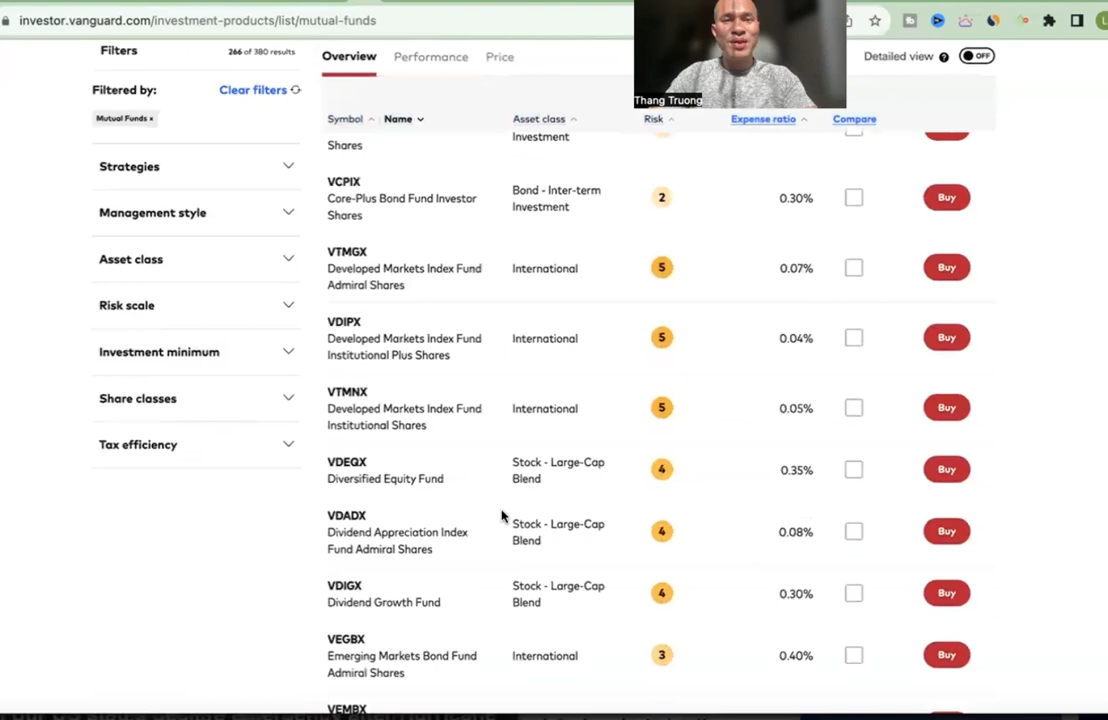 investor.vanguard.com/investment-products/list/mutual-funds
Filters
266 of 380 results
Filtered by:
Clear filters
Mutual Funds ×
Strategies
Management style
Asset class
Risk scale
Investment minimum
Share classes
Tax efficiency
Overview Performance Price
Detailed view ? OFF
Thang Truong
Symbol Name Asset class Risk Expense ratio Compare
Shares
Investment
VCPIX
Core-Plus Bond Fund Investor
Shares
Bond - Inter-term
Investment
2
0.30%
Buy
VTMGX
Developed Markets Index Fund
Admiral Shares
International
5
0.07%
Buy
VDIPX
Developed Markets Index Fund
Institutional Plus Shares
International
5
0.04%
Buy
VTMNX
Developed Markets Index Fund
Institutional Shares
International
5
0.05%
Buy
VDEQX
Diversified Equity Fund
Stock - Large-Cap
Blend
4
0.35%
Buy
VDADX
Dividend Appreciation Index
Fund Admiral Shares
Stock - Large-Cap
Blend
4
0.08%
Buy
VDIGX
Dividend Growth Fund
Stock - Large-Cap
Blend
4
0.30%
Buy
VEGBX
Emerging Markets Bond Fund
Admiral Shares
International
3
0.40%
Buy
VEMBX